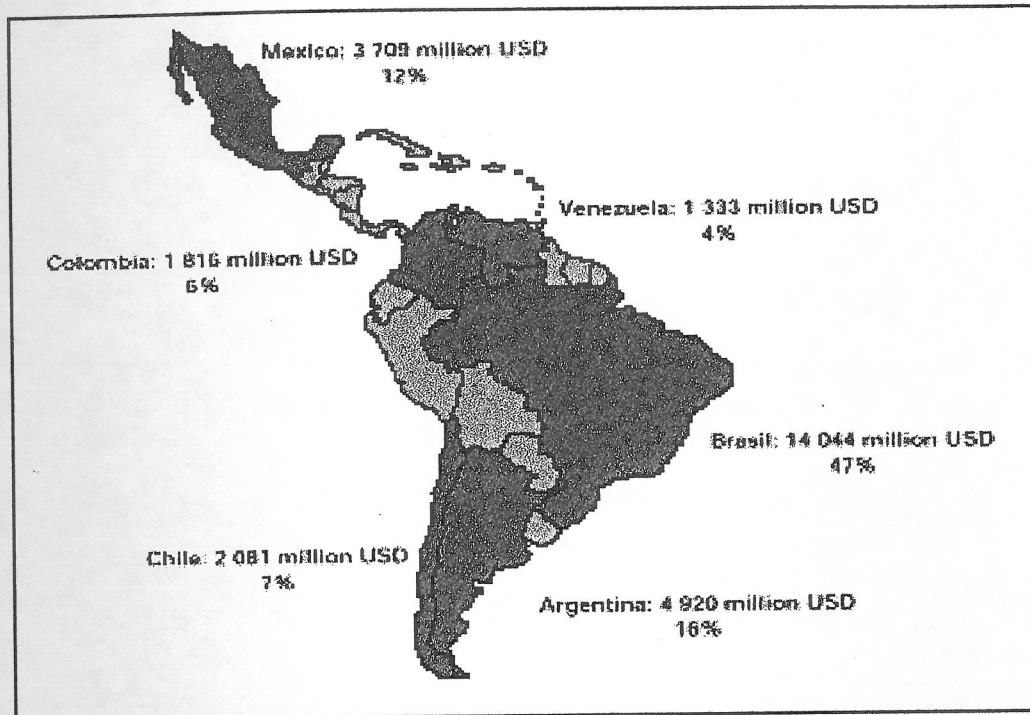 Mexico: 3 709 million USD
12%
Venezuela: 1 333 million USD
4%
Colombia: 1 816 million USD
6%
Brasil: 14 044 million USD
47%
Chile: 2 081 million USD
7%
Argentina: 4 920 million USD
16%